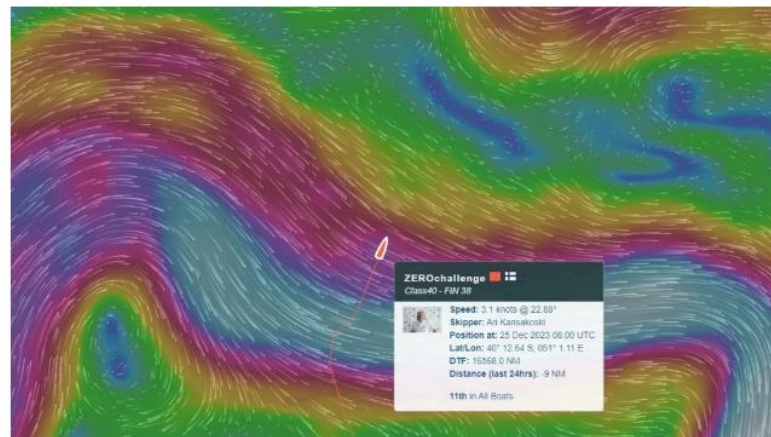 ZEROchallenge
Class40 - FIN 38
Speed: 3.1 knots @ 22.88°
Skipper: Ari Kansakoski
Position at: 25 Dec 2023 06:00 UTC
Lat/Lon: 40° 12.64 S, 051° 1.11 E
DTF: 16568.0 NM
Distance (last 24hrs): -9 NM
11th in All Boats